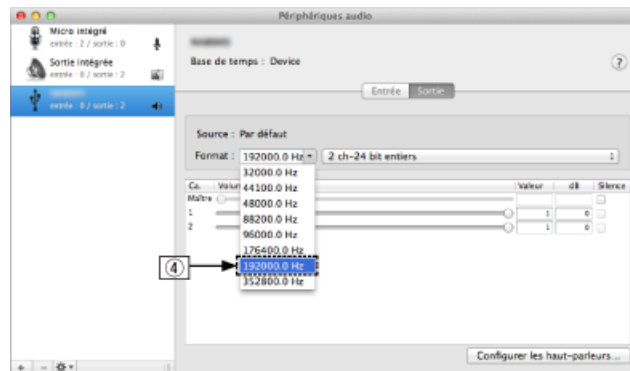 Périphériques audio
Micro intégré
entrée : 2 / sortie : 0
Sortie intégrée
entrée : 0 / sortie : 2
entrée : 0 / sortie : 2
Base de temps : Device
?
Entrée Sortie
Source : Par défaut
Format : 192000.0 Hz 2 ch-24 bit entiers
32000.0 Hz
44100.0 Hz
48000.0 Hz
88200.0 Hz
96000.0 Hz
176400.0 Hz
192000.0 Hz
352800.0 Hz
Ca. Valeur dB Silence
Maître
1 1 0
2 1 0
4
Configurer les haut-parleurs...
+ -